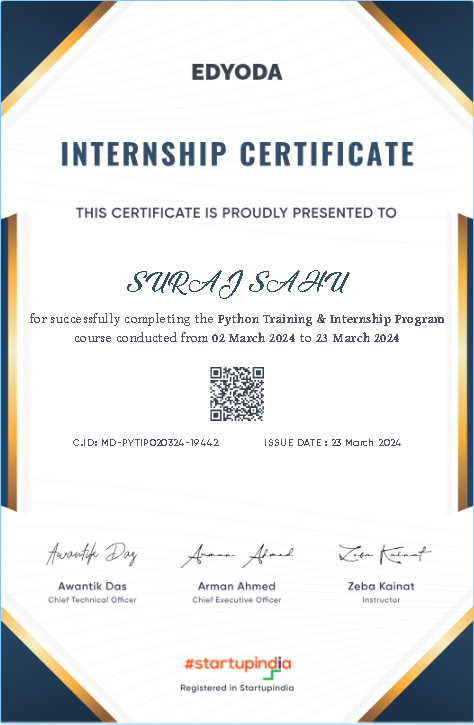 EDYODA
INTERNSHIP CERTIFICATE
THIS CERTIFICATE IS PROUDLY PRESENTED TO
SURAJ SAHU
for successfully completing the Python Training & Internship Program
course conducted from 02 March 2024 to 23 March 2024
C.ID: MD-PYTIP020324-19442 ISSUE DATE : 23 March 2024
Awantik Das Arman Ahmed Zeba Kainat
Awantik Das Arman Ahmed Zeba Kainat
Chief Technical Officer Chief Executive Officer Instructor
#startupindia
Registered in Startupindia